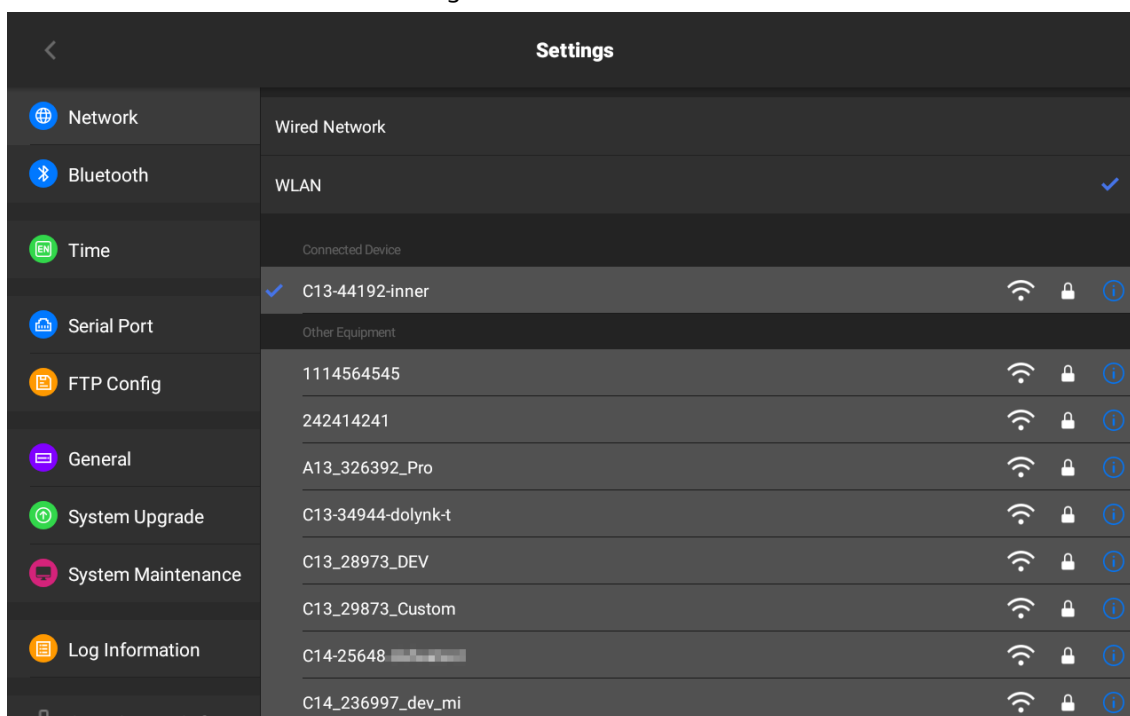 Settings
Network
Bluetooth
Time
Serial Port
FTP Config
General
System Upgrade
System Maintenance
Log Information
Wired Network
WLAN
Connected Device
C13-44192-inner
Other Equipment
1114564545
242414241
A13_326392_Pro
C13-34944-dolynk-t
C13_28973_DEV
C13_29873_Custom
C14-25648
C14_236997_dev_mi